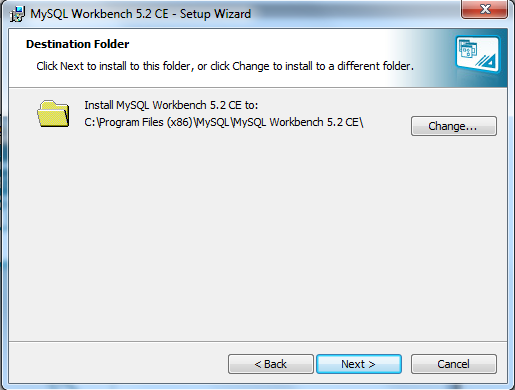 MySQL Workbench 5.2 CE - Setup Wizard
Destination Folder
Click Next to install to this folder, or click Change to install to a different folder.
Install MySQL Workbench 5.2 CE to:
C:\Program Files (x86)\MySQL\MySQL Workbench 5.2 CE\
Change...
< Back
Next >
Cancel